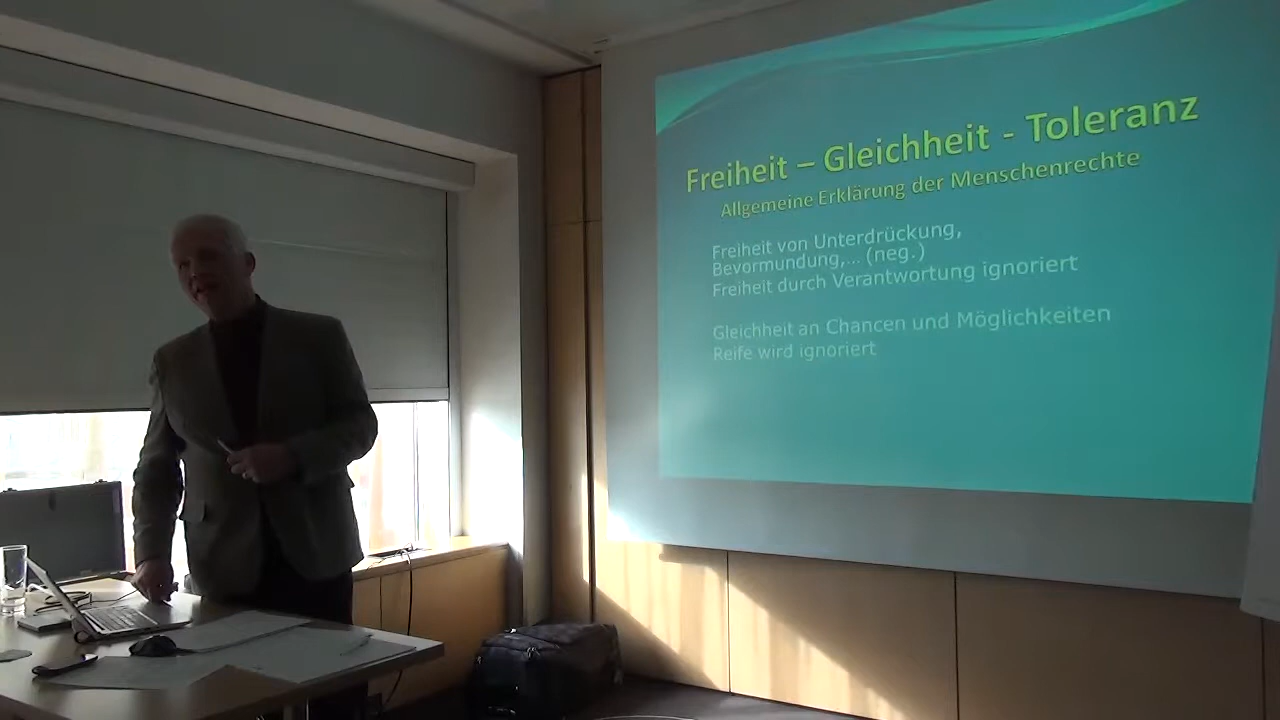 Freiheit – Gleichheit - Toleranz
Allgemeine Erklärung der Menschenrechte
Freiheit von Unterdrückung,
Bevormundung,... (neg.)
Freiheit durch Verantwortung ignoriert
Gleichheit an Chancen und Möglichkeiten
Reife wird ignoriert